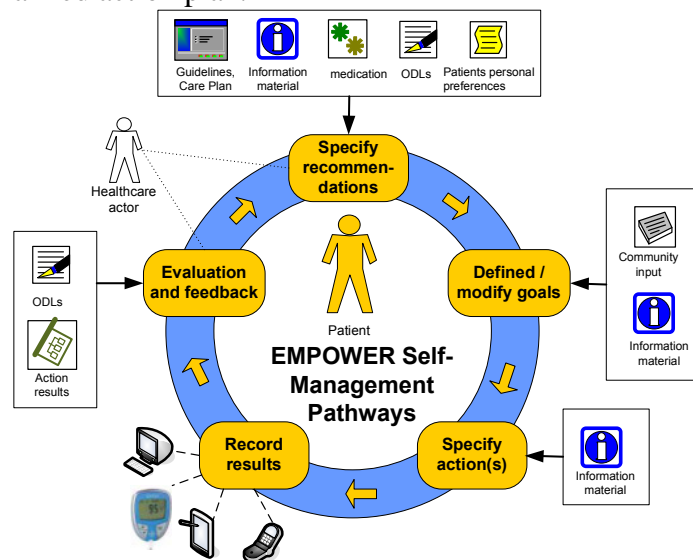 Guidelines,
Care Plan
Information
material
medication
ODLs
Patients personal
preferences
Specify
recommen-
dations
Healthcare
actor
Evaluation
and feedback
Defined /
modify goals
Community
input
Information
material
ODLs
Action
results
Patient
EMPOWER Self-
Management
Pathways
Record
results
Specify
action(s)
Information
material
95